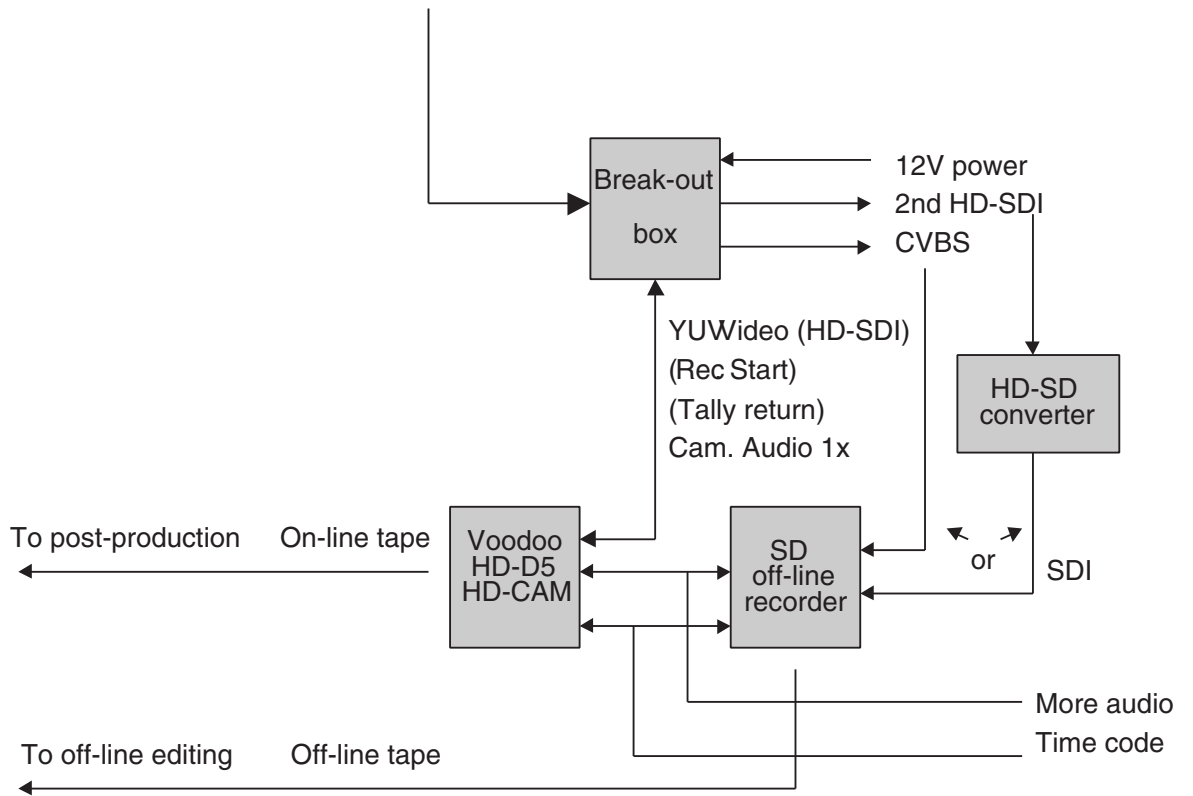 Break-out
box
12V power
2nd HD-SDI
CVBS
YUVVideo (HD-SDI)
(Rec Start)
(Tally return)
Cam. Audio 1x
HD-SD
converter
To post-production On-line tape
Voodoo
HD-D5
HD-CAM
SD
off-line
recorder
or
SDI
More audio
Time code
To off-line editing Off-line tape